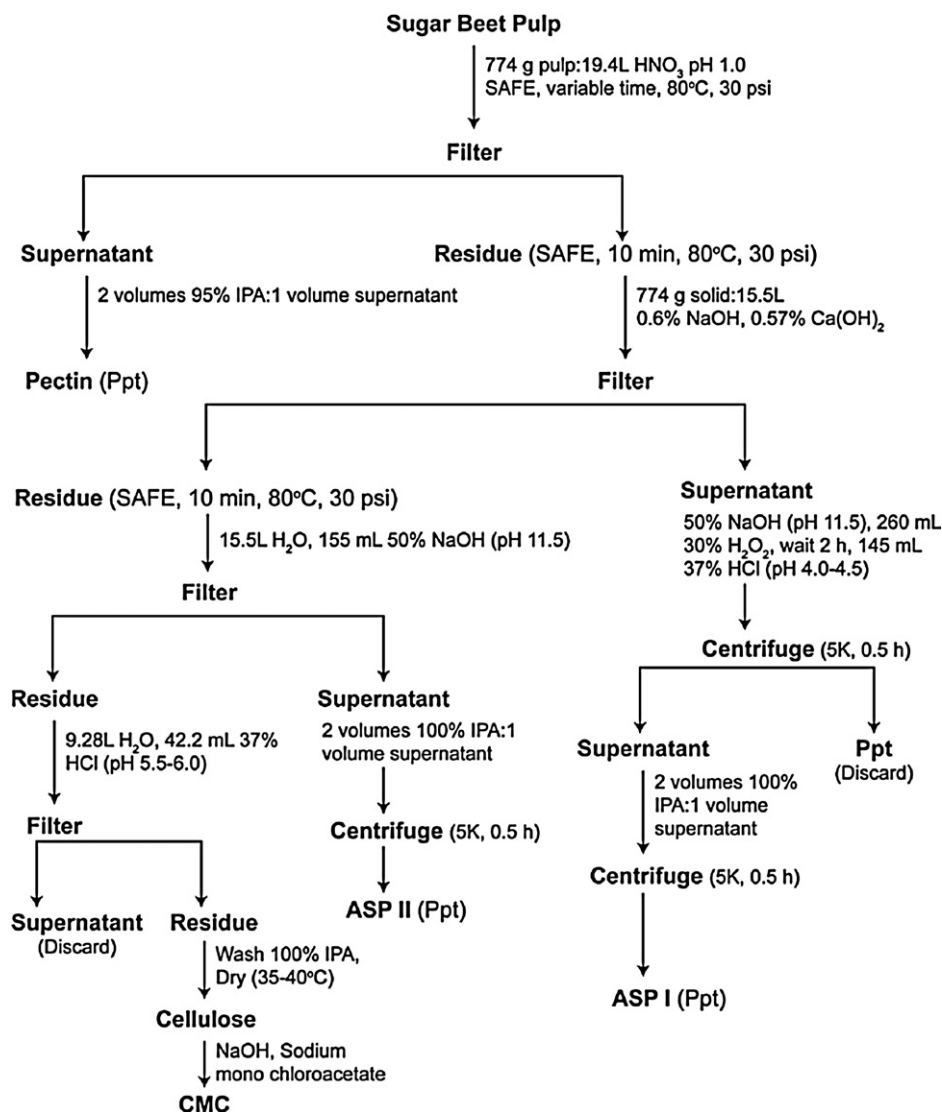 Sugar Beet Pulp
774 g pulp:19.4L HNO₃ pH 1.0
SAFE, variable time, 80°C, 30 psi
Filter
Supernatant
2 volumes 95% IPA:1 volume supernatant
Pectin (Ppt)
Residue (SAFE, 10 min, 80°C, 30 psi)
774 g solid:15.5L
0.6% NaOH, 0.57% Ca(OH)₂
Filter
Residue (SAFE, 10 min, 80°C, 30 psi)
15.5L H₂O, 155 mL 50% NaOH (pH 11.5)
Filter
Supernatant
50% NaOH (pH 11.5), 260 mL
30% H₂O₂, wait 2 h, 145 mL
37% HCl (pH 4.0-4.5)
Centrifuge (5K, 0.5 h)
Residue
9.28L H₂O, 42.2 mL 37%
HCl (pH 5.5-6.0)
Filter
Supernatant
2 volumes 100% IPA:1
volume supernatant
Centrifuge (5K, 0.5 h)
ASP II (Ppt)
Supernatant
2 volumes 100%
IPA:1 volume
supernatant
Centrifuge (5K, 0.5 h)
ASP I (Ppt)
Ppt
(Discard)
Supernatant
(Discard)
Residue
Wash 100% IPA,
Dry (35-40°C)
Cellulose
NaOH, Sodium
mono chloroacetate
CMC